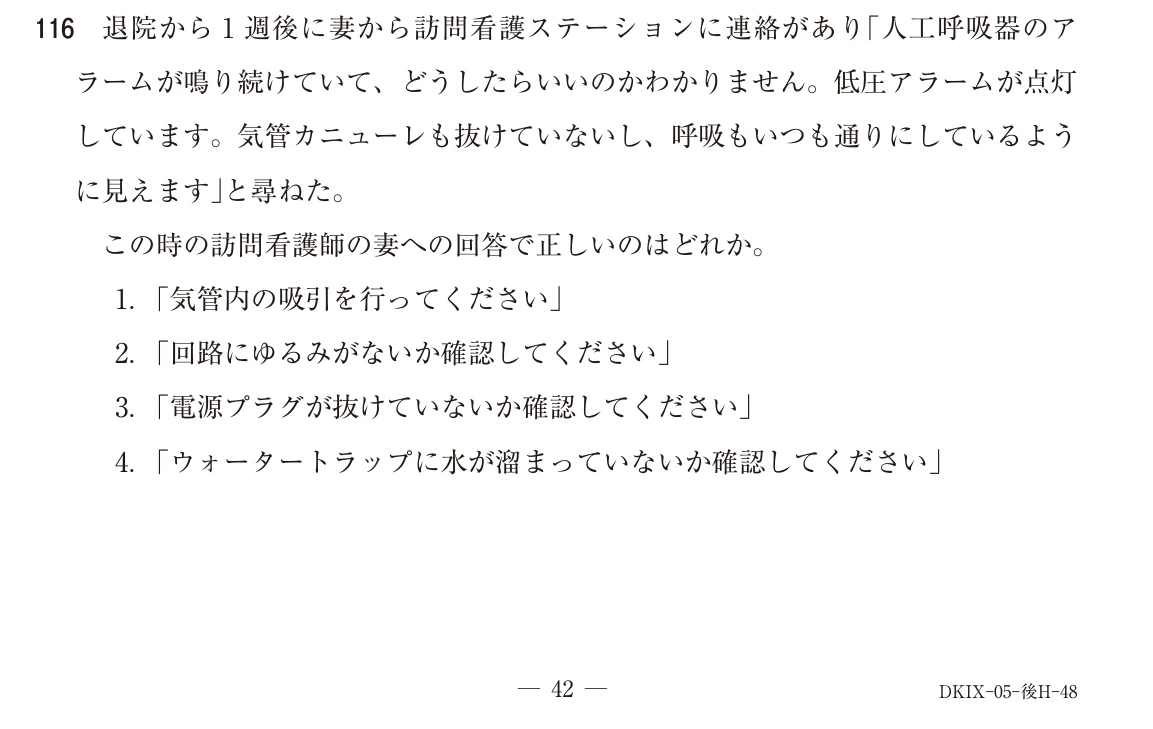 116　退院から1週後に妻から訪問看護ステーションに連絡があり「人工呼吸器のア
ラームが鳴り続けていて、どうしたらいいのかわかりません。低圧アラームが点灯
しています。気管カニューレも抜けていないし、呼吸もいつも通りにしているよう
に見えます」と尋ねた。
この時の訪問看護師の妻への回答で正しいのはどれか。
1. 「気管内の吸引を行ってください」
2. 「回路にゆるみがないか確認してください」
3. 「電源プラグが抜けていないか確認してください」
4. 「ウォータートラップに水が溜まっていないか確認してください」
— 42 —
DKIX-05-後H-48